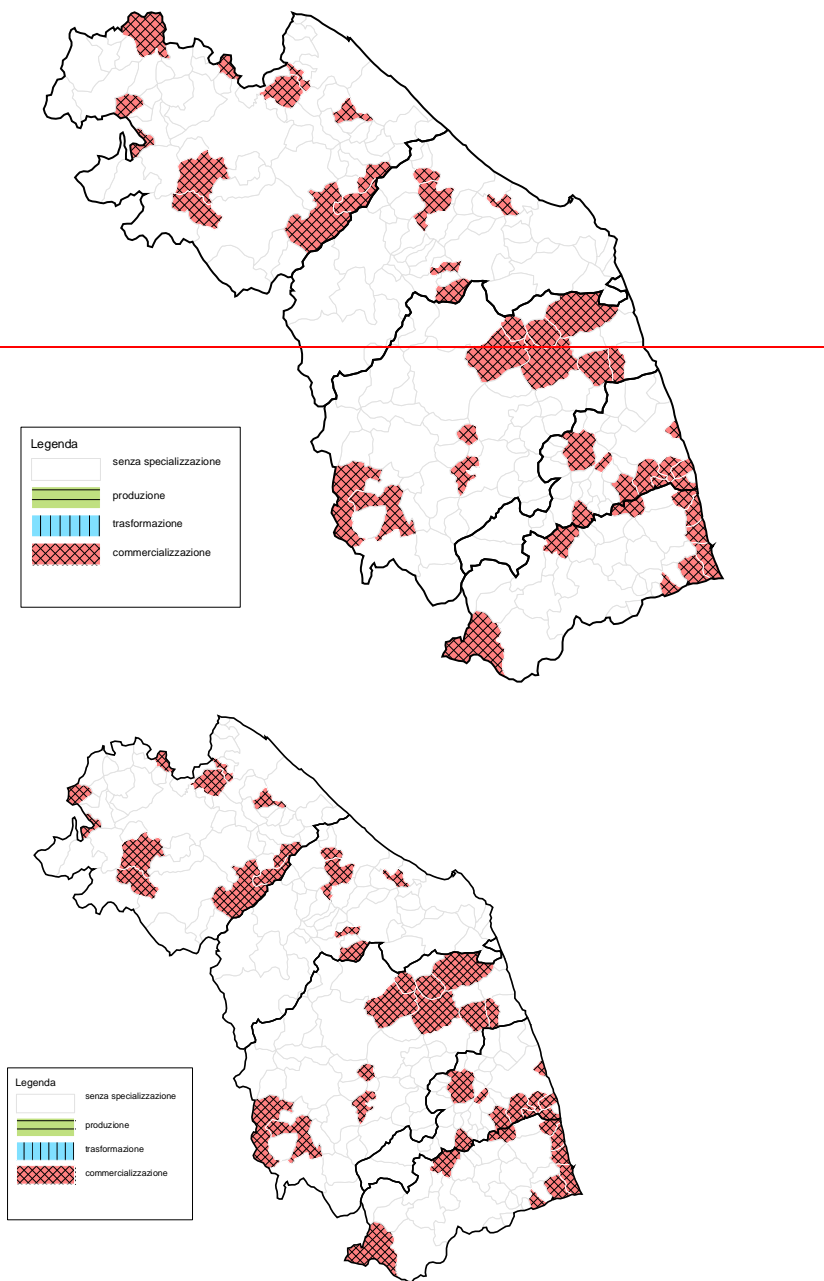 Legenda
senza specializzazione
produzione
trasformazione
commercializzazione
Legenda
senza specializzazione
produzione
trasformazione
commercializzazione